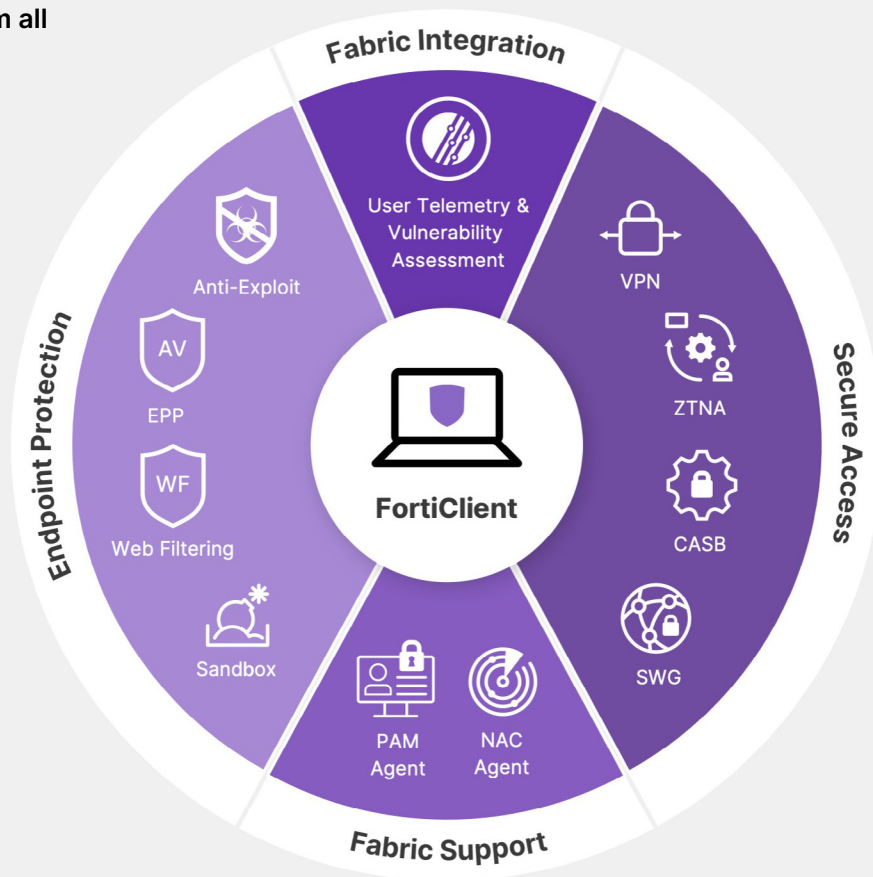 m all
Fabric Integration
User Telemetry &
Vulnerability
Assessment
Secure Access
VPN
ZTNA
CASB
SWG
Fabric Support
PAM
Agent
NAC
Agent
Endpoint Protection
Anti-Exploit
AV
EPP
WF
Web Filtering
Sandbox
FortiClient